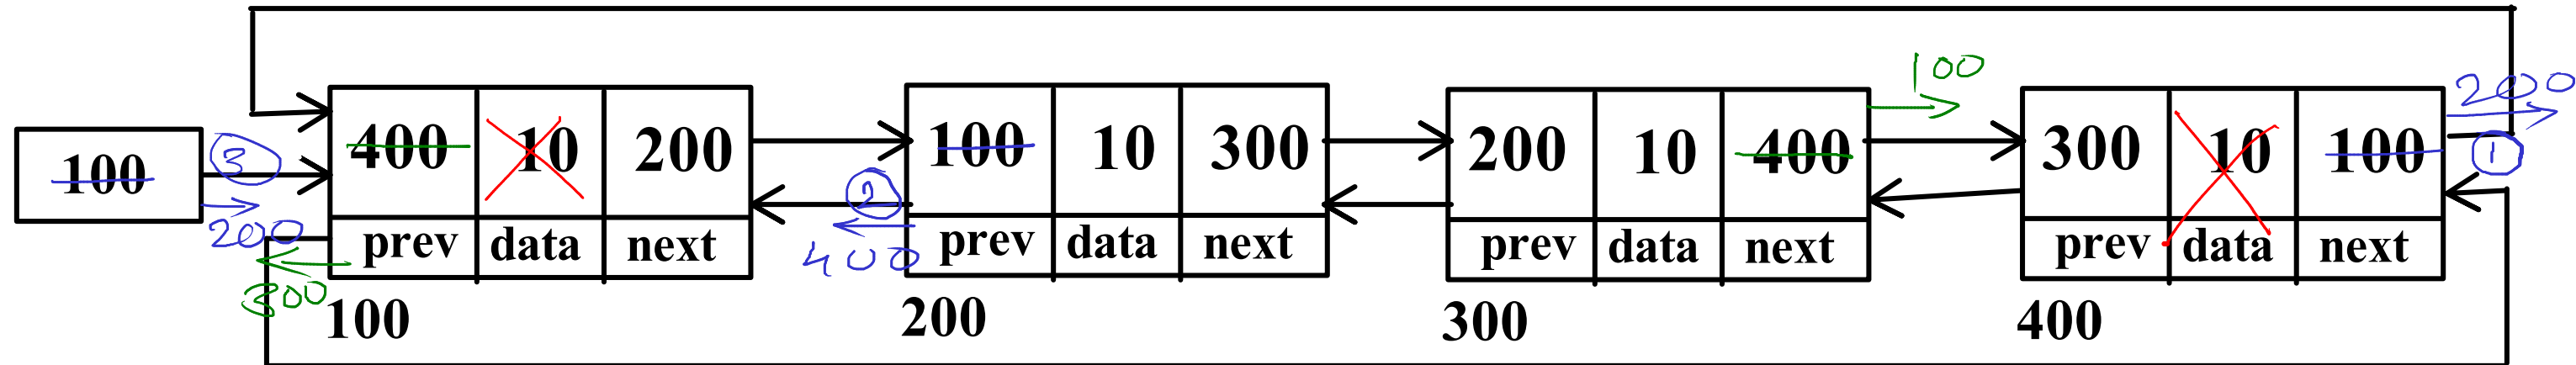 100
200
100 ③ 400 10 200 100 10 300 200 10 400 300 10 100 ①
②
200 prev data next 400 prev data next prev data next prev data next
300 100 200 300 400